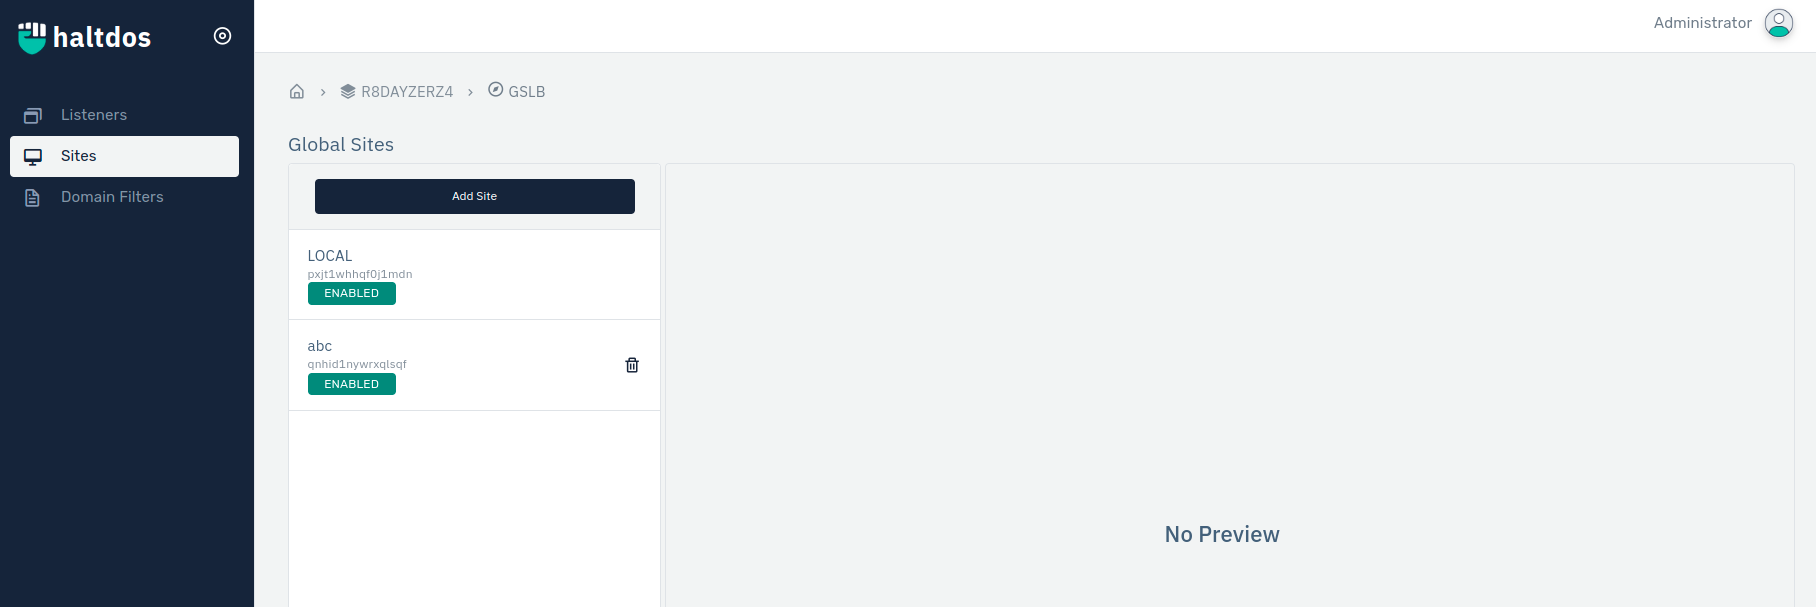 haltdos
Administrator
Listeners
Sites
Domain Filters
R8DAYZERZ4
GSLB
Global Sites
Add Site
LOCAL
pxjt1whhqf0j1mdn
ENABLED
abc
qnhid1nywrxqlsqf
ENABLED
No Preview